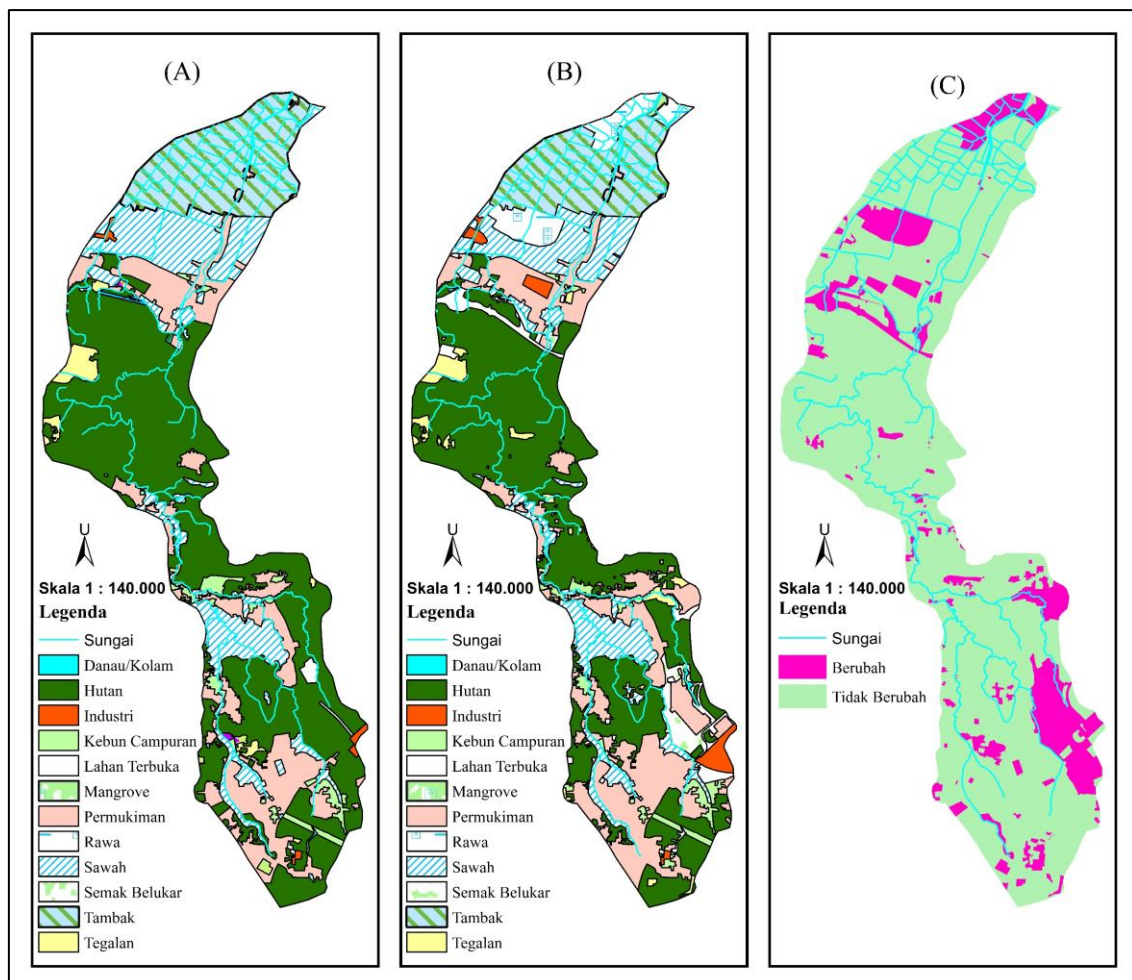 (A)
U
Skala 1 : 140.000
Legenda
Sungai
Danau/Kolam
Hutan
Industri
Kebun Campuran
Lahan Terbuka
Mangrove
Permukiman
Rawa
Sawah
Semak Belukar
Tambak
Tegalan
(B)
U
Skala 1 : 140.000
Legenda
Sungai
Danau/Kolam
Hutan
Industri
Kebun Campuran
Lahan Terbuka
Mangrove
Permukiman
Rawa
Sawah
Semak Belukar
Tambak
Tegalan
(C)
U
Skala 1 : 140.000
Legenda
Sungai
Berubah
Tidak Berubah